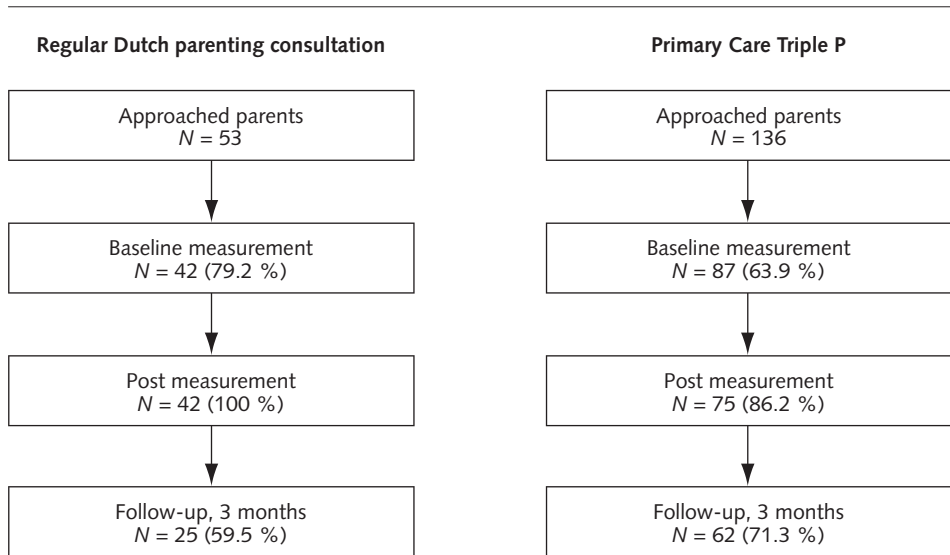 Regular Dutch parenting consultation
Approached parents
N = 53
Baseline measurement
N = 42 (79.2 %)
Post measurement
N = 42 (100 %)
Follow-up, 3 months
N = 25 (59.5 %)
Primary Care Triple P
Approached parents
N = 136
Baseline measurement
N = 87 (63.9 %)
Post measurement
N = 75 (86.2 %)
Follow-up, 3 months
N = 62 (71.3 %)